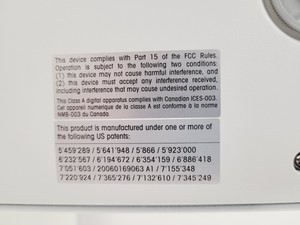 This device complies with Part 15 of the FCC Rules.
Operation is subject to the following two conditions.
(1) this device may not cause harmful interference, and
(2) this device must accept any interference received,
including interference that may cause undesired operation.
This Class A digital apparatus complies with Canadian ICES-003.
Cet appareil numérique de la classe A est conforme à la norme
NMB-003 du Canada.
This product is manufactured under one or more of
the following US patents:
5'459'289 / 5'641'948 / 5'866 / 5'923'000
6'232'567 / 6'194'672 / 6'354'159 / 6'886'418
7'051'603 / 20060169063 A1 / 7'155'348
7'220'924 / 7'365'276 / 7'132'610 / 7'345'249